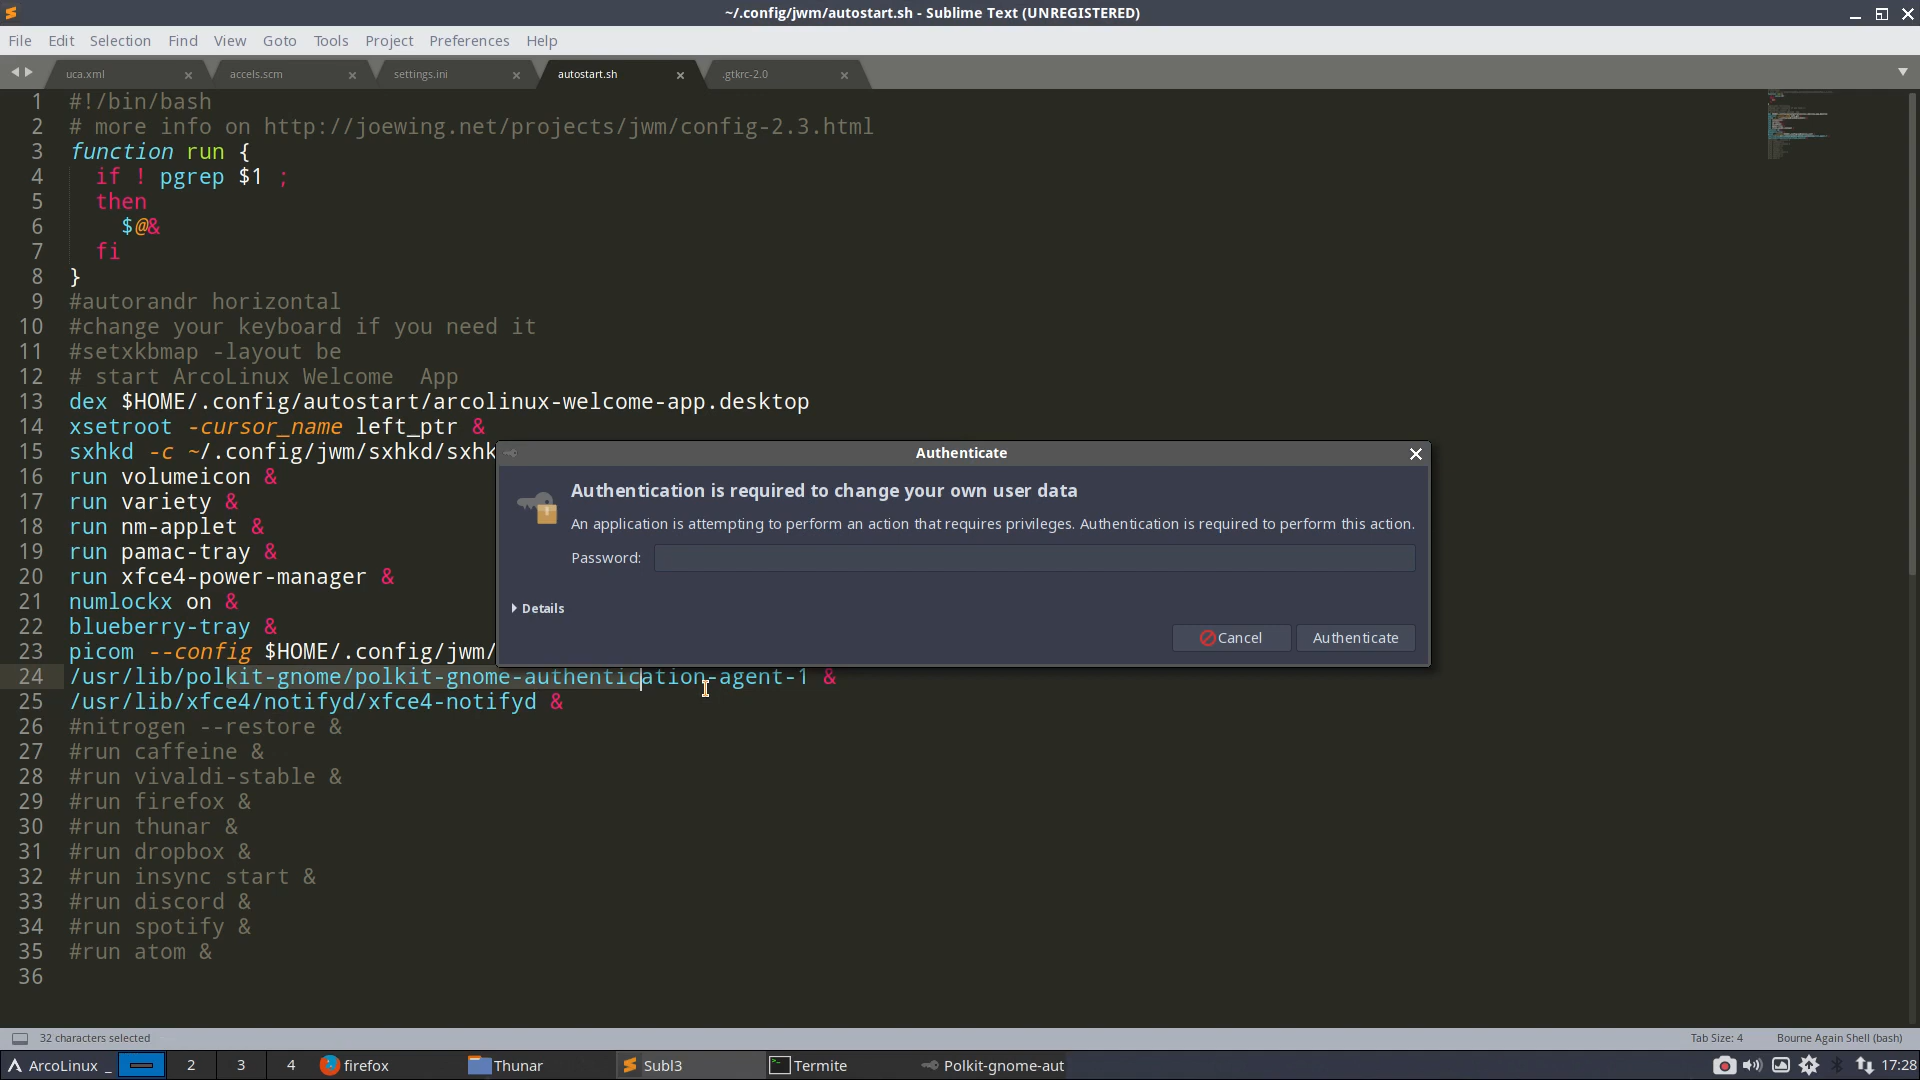 ~/.config/jwm/autostart.sh - Sublime Text (UNREGISTERED)
File Edit Selection Find View Goto Tools Project Preferences Help
uca.xml accels.scm settings.ini autostart.sh .gtkrc-2.0
1 #!/bin/bash
2 # more info on http://joewing.net/projects/jwm/config-2.3.html
3 function run {
4 if ! pgrep $1 ;
5 then
6 $@&
7 fi
8 }
9 #autorandr horizontal
10 #change your keyboard if you need it
11 #setxkbmap -layout be
12 # start ArcoLinux Welcome App
13 dex $HOME/.config/autostart/arcolinux-welcome-app.desktop
14 xsetroot -cursor_name left_ptr &
15 sxhkd -c ~/.config/jwm/sxhkd/sxhk
16 run volumeicon &
17 run variety &
18 run nm-applet &
19 run pamac-tray &
20 run xfce4-power-manager &
21 numlockx on &
22 blueberry-tray &
23 picom --config $HOME/.config/jwm/
24 /usr/lib/polkit-gnome/polkit-gnome-authentication-agent-1 &
25 /usr/lib/xfce4/notifyd/xfce4-notifyd &
26 #nitrogen --restore &
27 #run caffeine &
28 #run vivaldi-stable &
29 #run firefox &
30 #run thunar &
31 #run dropbox &
32 #run insync start &
33 #run discord &
34 #run spotify &
35 #run atom &
36
Authenticate
Authentication is required to change your own user data
An application is attempting to perform an action that requires privileges. Authentication is required to perform this action.
Password:
Details
Cancel Authenticate
32 characters selected Tab Size: 4 Bourne Again Shell (bash)
ArcoLinux _ 2 3 4 firefox Thunar Subl3 Termite Polkit-gnome-aut 17:28